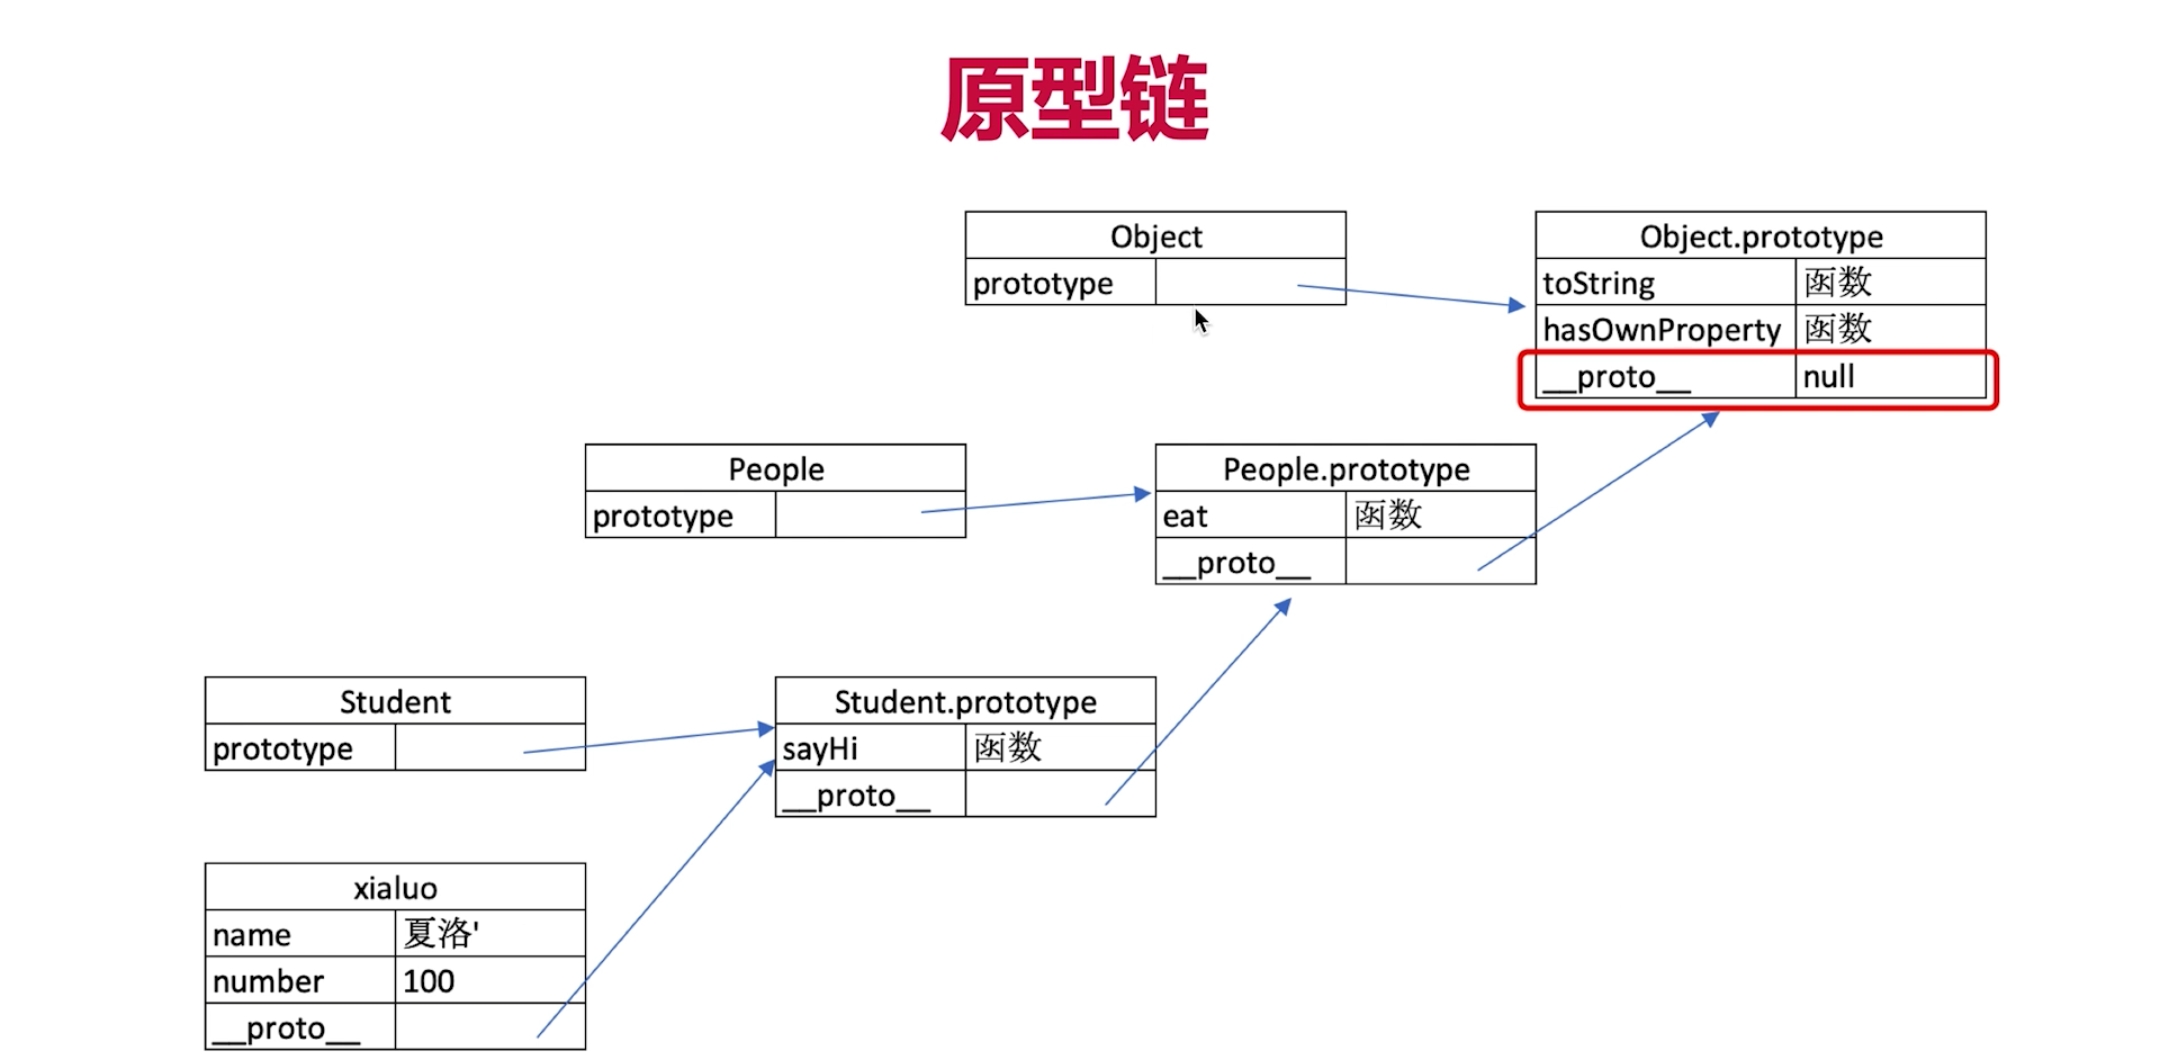 原型链
Object
prototype
Object.prototype
toString 函数
hasOwnProperty 函数
__proto__ null
People
prototype
People.prototype
eat 函数
__proto__
Student
prototype
Student.prototype
sayHi 函数
__proto__
xialuo
name 夏洛'
number 100
__proto__